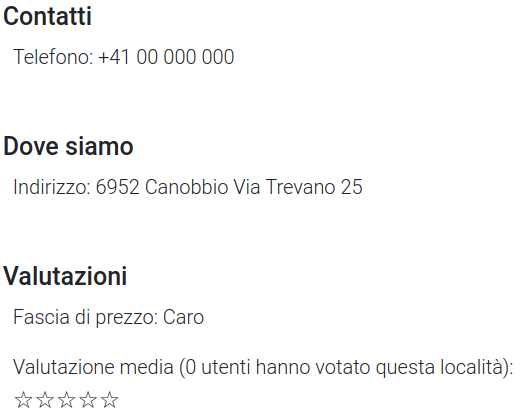 Contatti
Telefono: +41 00 000 000
Dove siamo
Indirizzo: 6952 Canobbio Via Trevano 25
Valutazioni
Fascia di prezzo: Caro
Valutazione media (0 utenti hanno votato questa località):
☆☆☆☆☆